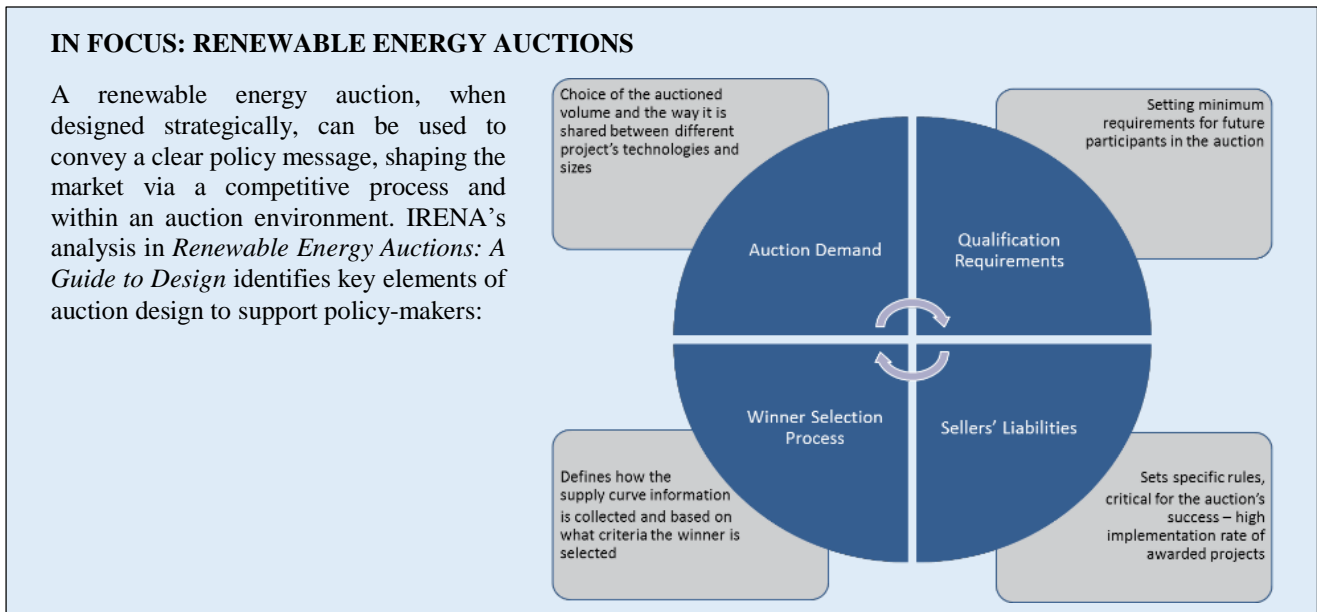 IN FOCUS: RENEWABLE ENERGY AUCTIONS
A renewable energy auction, when
designed strategically, can be used to
convey a clear policy message, shaping the
market via a competitive process and
within an auction environment. IRENA’s
analysis in Renewable Energy Auctions: A
Guide to Design identifies key elements of
auction design to support policy-makers:
Choice of the auctioned
volume and the way it is
shared between different
project’s technologies and
sizes
Setting minimum
requirements for future
participants in the auction
Auction Demand
Qualification
Requirements
Winner Selection
Process
Sellers’ Liabilities
Defines how the
supply curve information
is collected and based on
what criteria the winner is
selected
Sets specific rules,
critical for the auction’s
success – high
implementation rate of
awarded projects